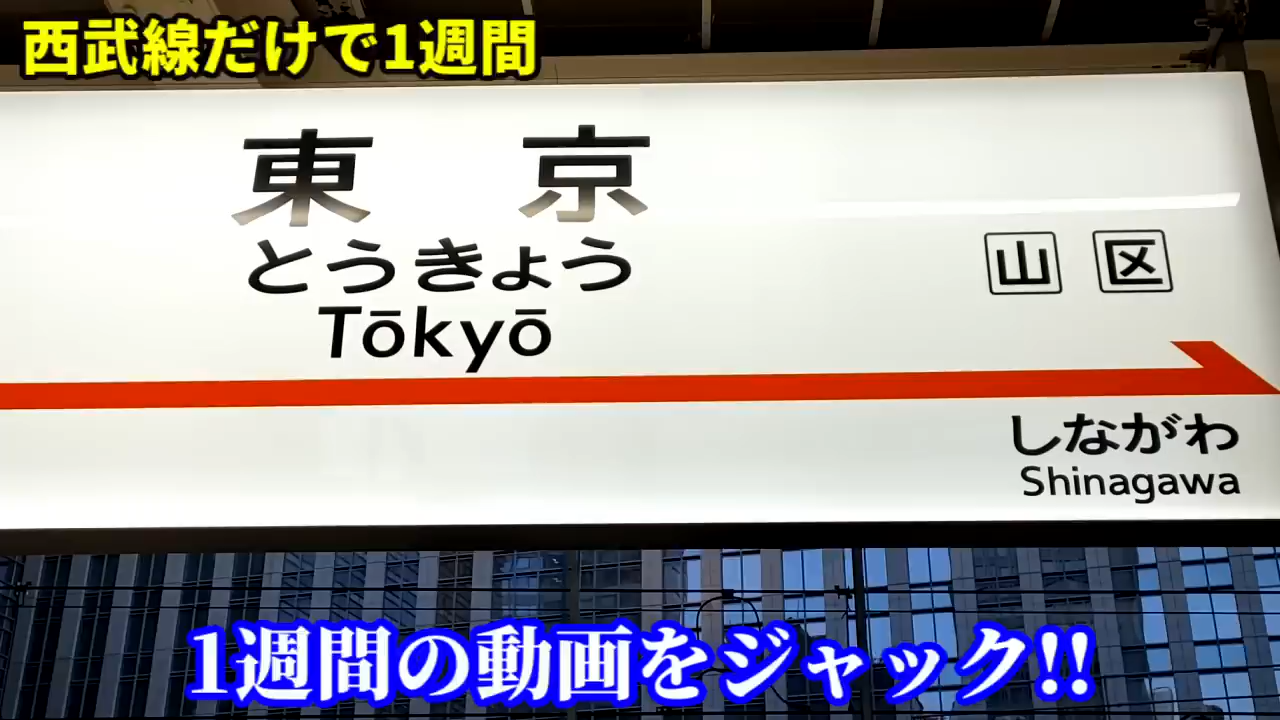 西武線だけで1週間
東京
とうきょう
Tōkyō
山 区
しながわ
Shinagawa
1週間の動画をジャック!!